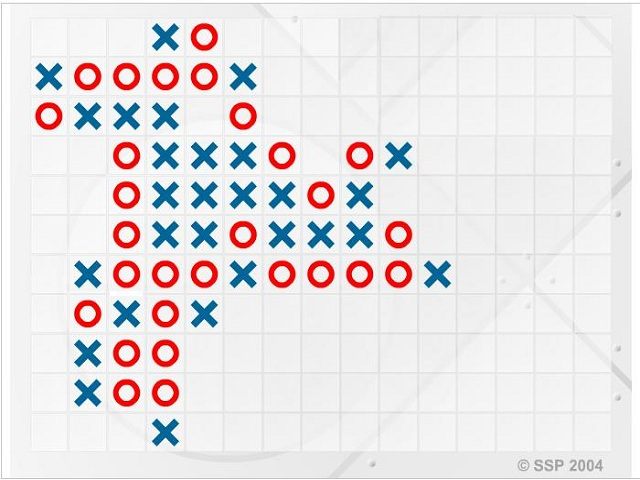 X O
X O O O O X
O X X X O
O X X X O O X
O X X X X O X
O X X O X X X O
X O O O X O O O O X
O X O X
X O O
X O O
X
© SSP 2004